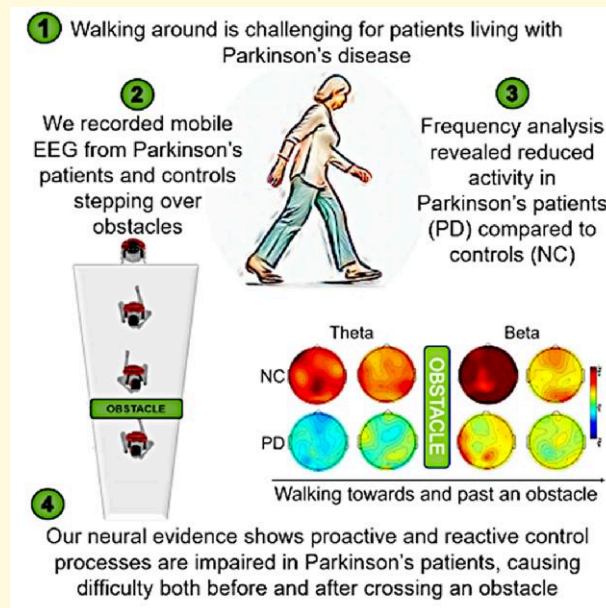 1 Walking around is challenging for patients living with
Parkinson's disease
2
We recorded mobile
EEG from Parkinson's
patients and controls
stepping over
obstacles
3
Frequency analysis
revealed reduced
activity in
Parkinson's patients
(PD) compared to
controls (NC)
OBSTACLE
Theta
Beta
NC
OBSTACLE
PD
Walking towards and past an obstacle
4
Our neural evidence shows proactive and reactive control
processes are impaired in Parkinson's patients, causing
difficulty both before and after crossing an obstacle